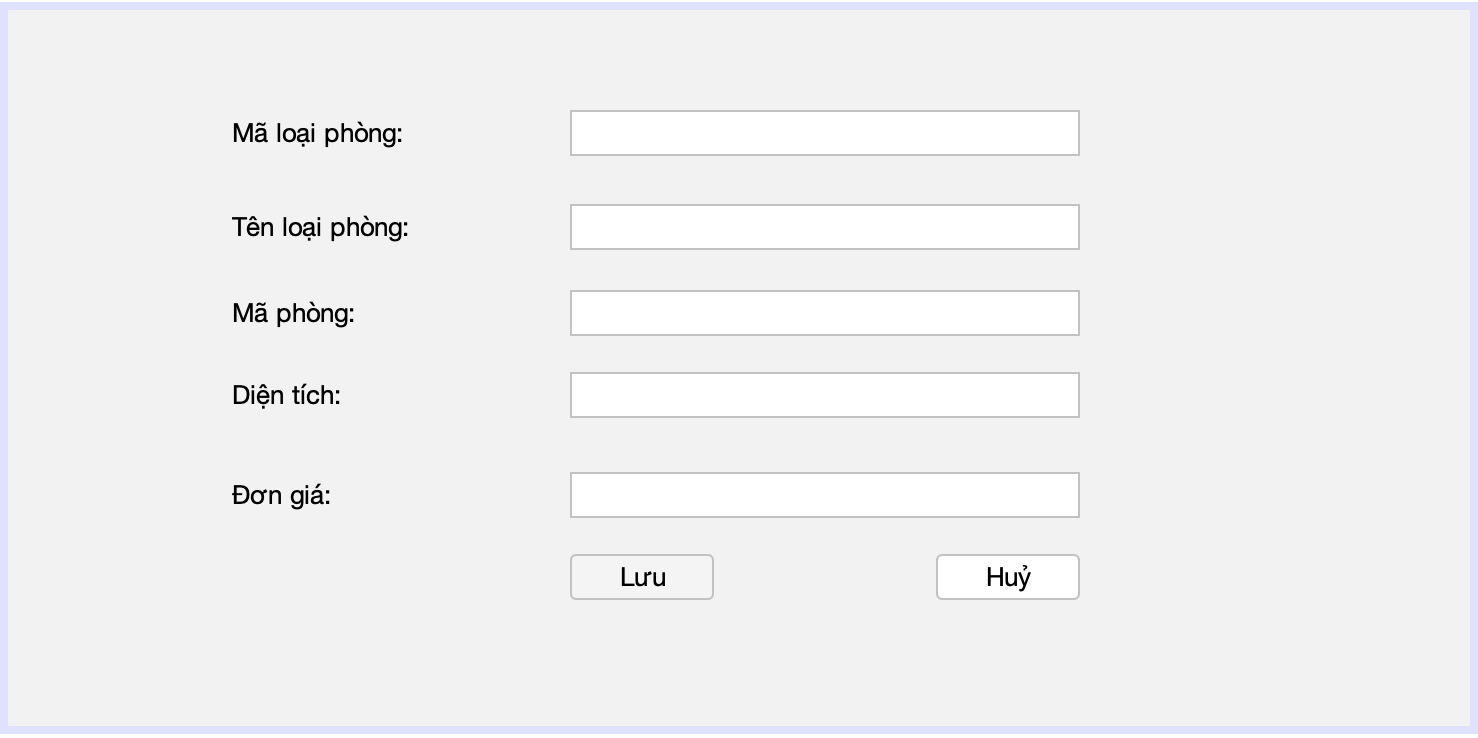 Mã loại phòng:
Tên loại phòng:
Mã phòng:
Diện tích:
Đơn giá:
Lưu
Huỷ